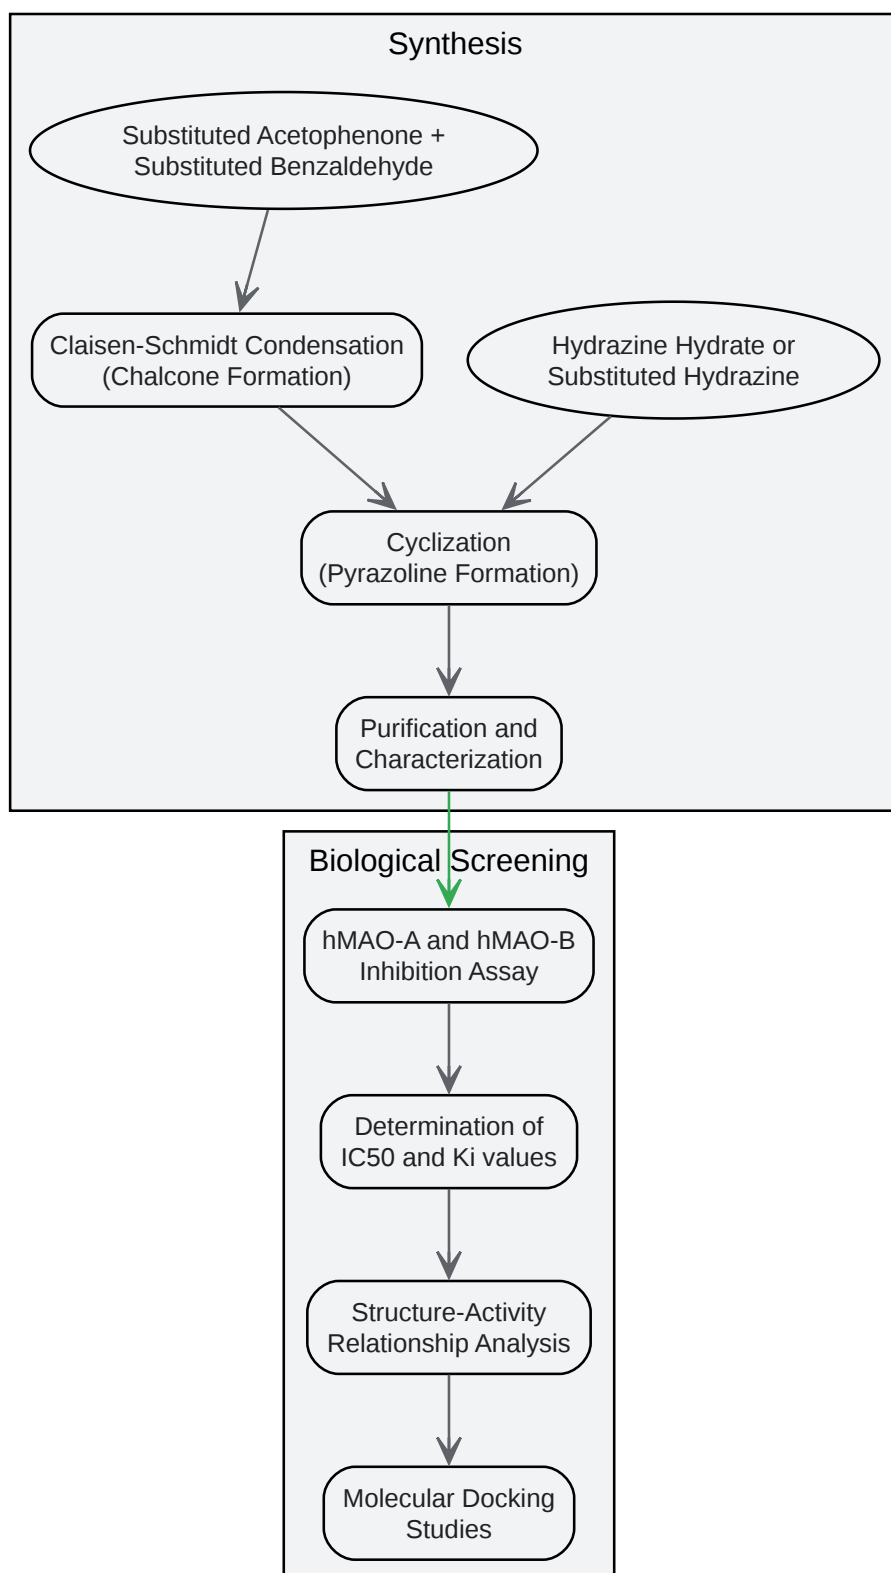 Synthesis
Substituted Acetophenone +
Substituted Benzaldehyde
Claisen-Schmidt Condensation
(Chalcone Formation)
Hydrazine Hydrate or
Substituted Hydrazine
Cyclization
(Pyrazoline Formation)
Purification and
Characterization
Biological Screening
hMAO-A and hMAO-B
Inhibition Assay
Determination of
IC50 and Ki values
Structure-Activity
Relationship Analysis
Molecular Docking
Studies